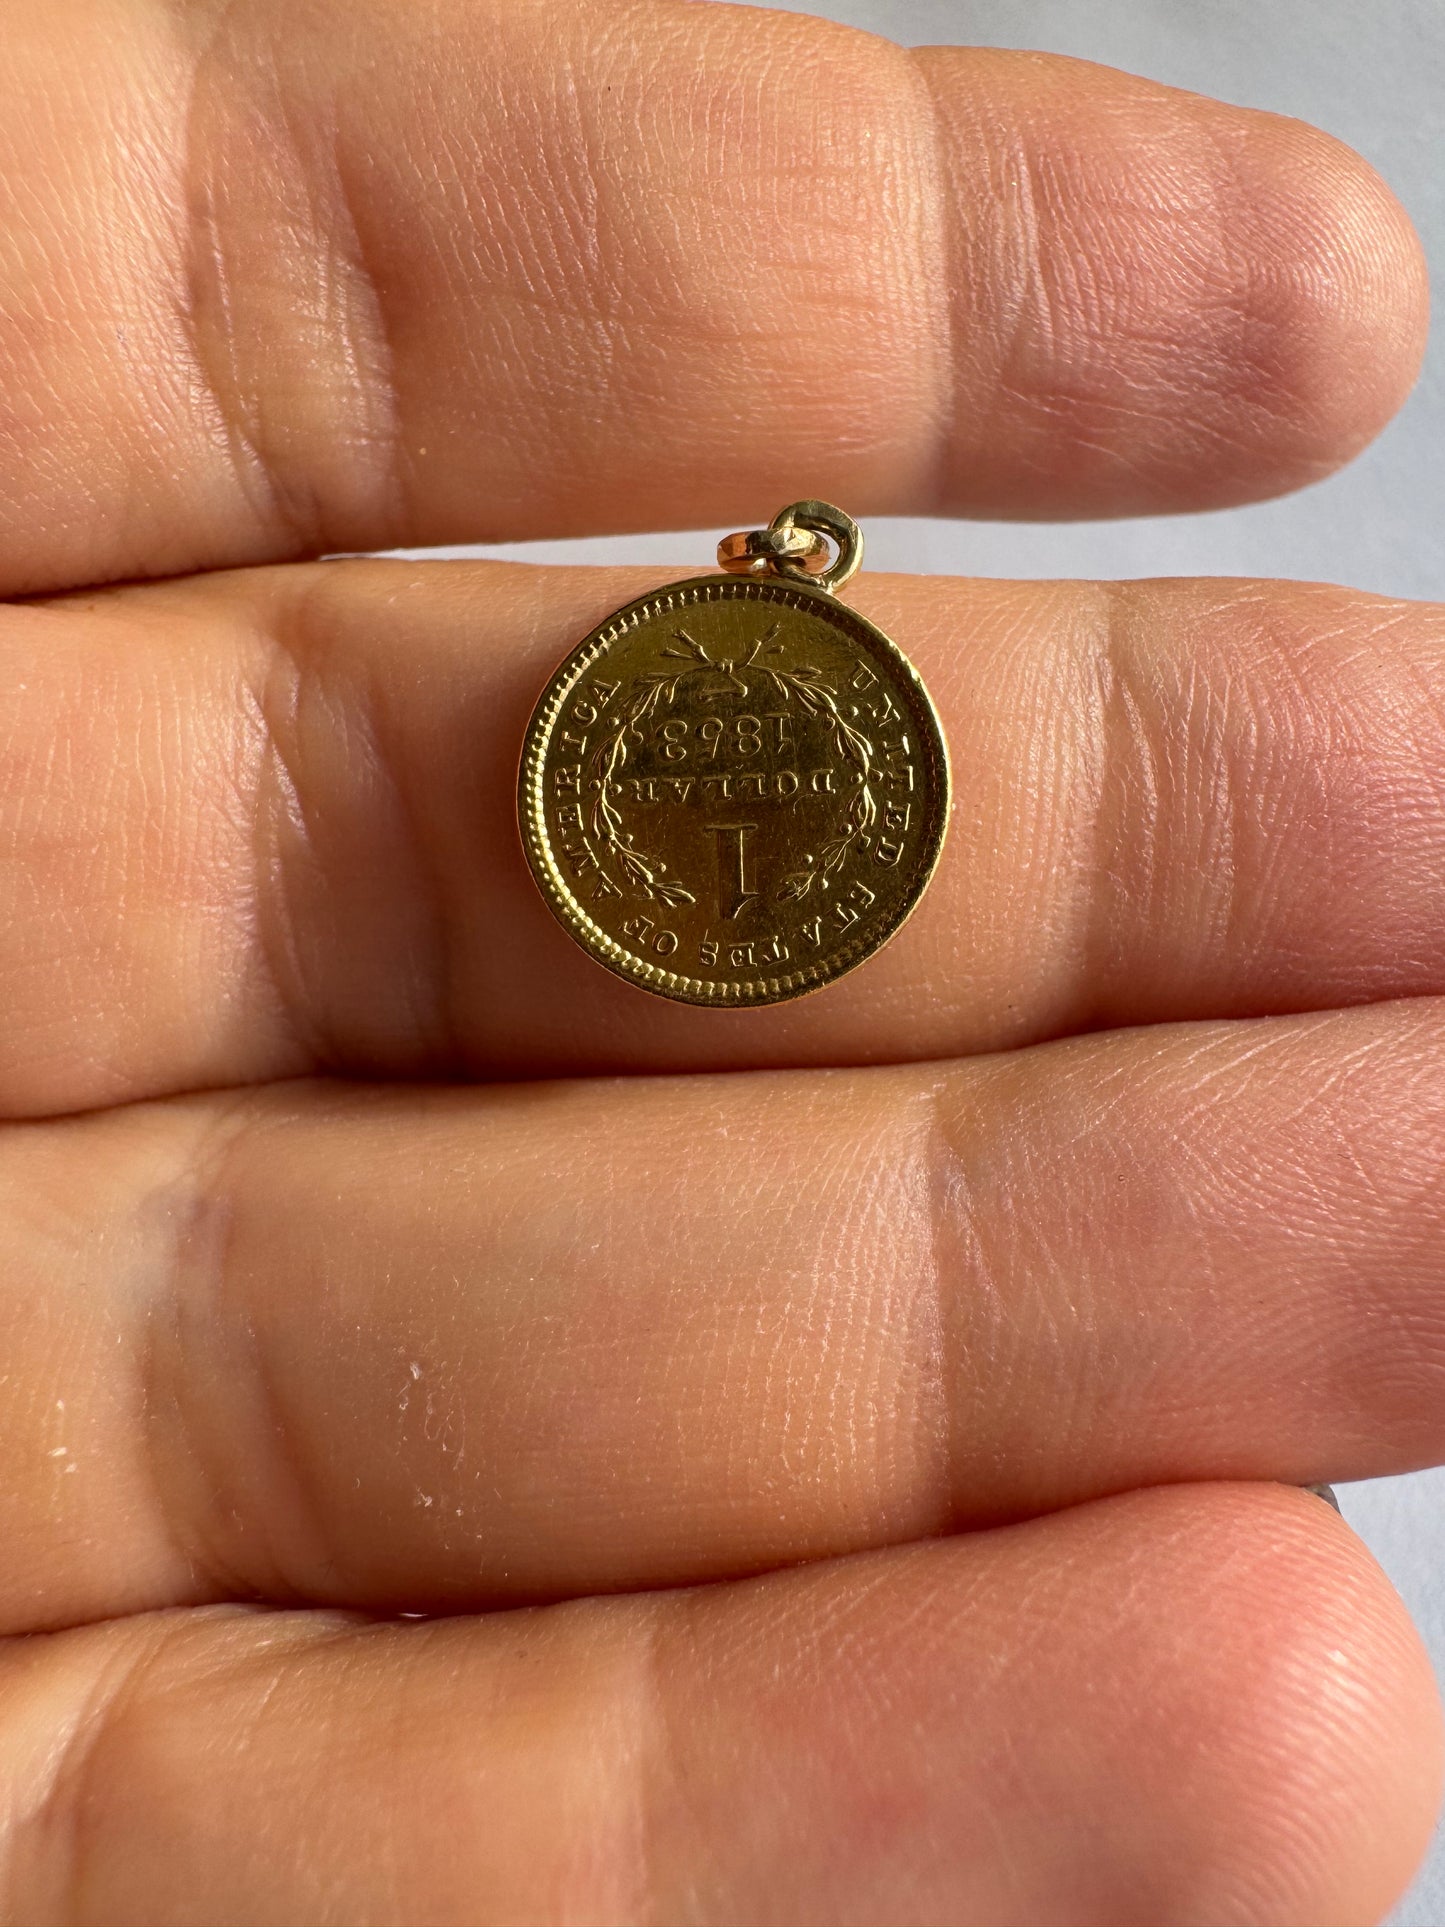 UNITED STATES OF AMERICA
1
DOLLAR
1853